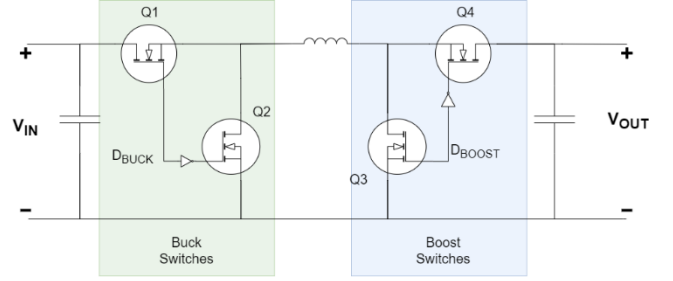 Q1
Q4
+
+
Q2
VIN
VOUT
DBUCK
DBOOST
Q3
–
–
Buck
Switches
Boost
Switches